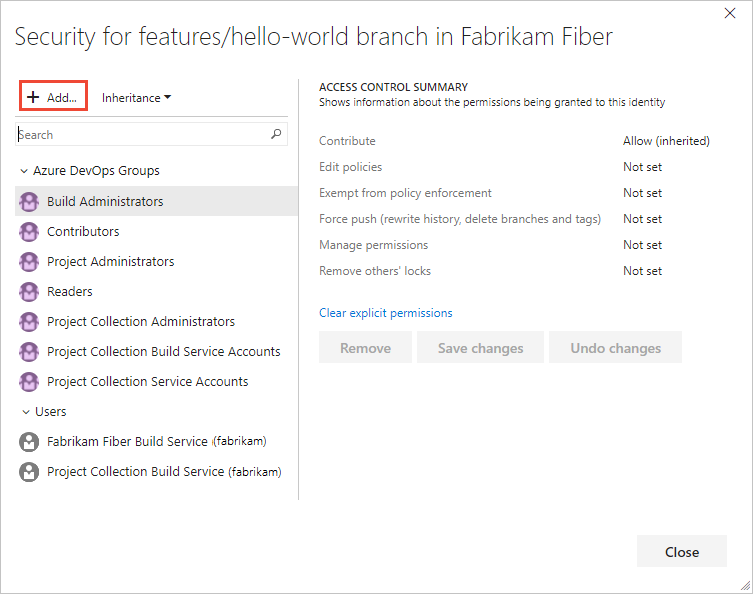 Security for features/hello-world branch in Fabrikam Fiber
+ Add...
Inheritance
Search
Azure DevOps Groups
Build Administrators
Contributors
Project Administrators
Readers
Project Collection Administrators
Project Collection Build Service Accounts
Project Collection Service Accounts
Users
Fabrikam Fiber Build Service (fabrikam)
Project Collection Build Service (fabrikam)
ACCESS CONTROL SUMMARY
Shows information about the permissions being granted to this identity
Contribute Allow (inherited)
Edit policies Not set
Exempt from policy enforcement Not set
Force push (rewrite history, delete branches and tags) Not set
Manage permissions Not set
Remove others' locks Not set
Clear explicit permissions
Remove Save changes Undo changes
Close